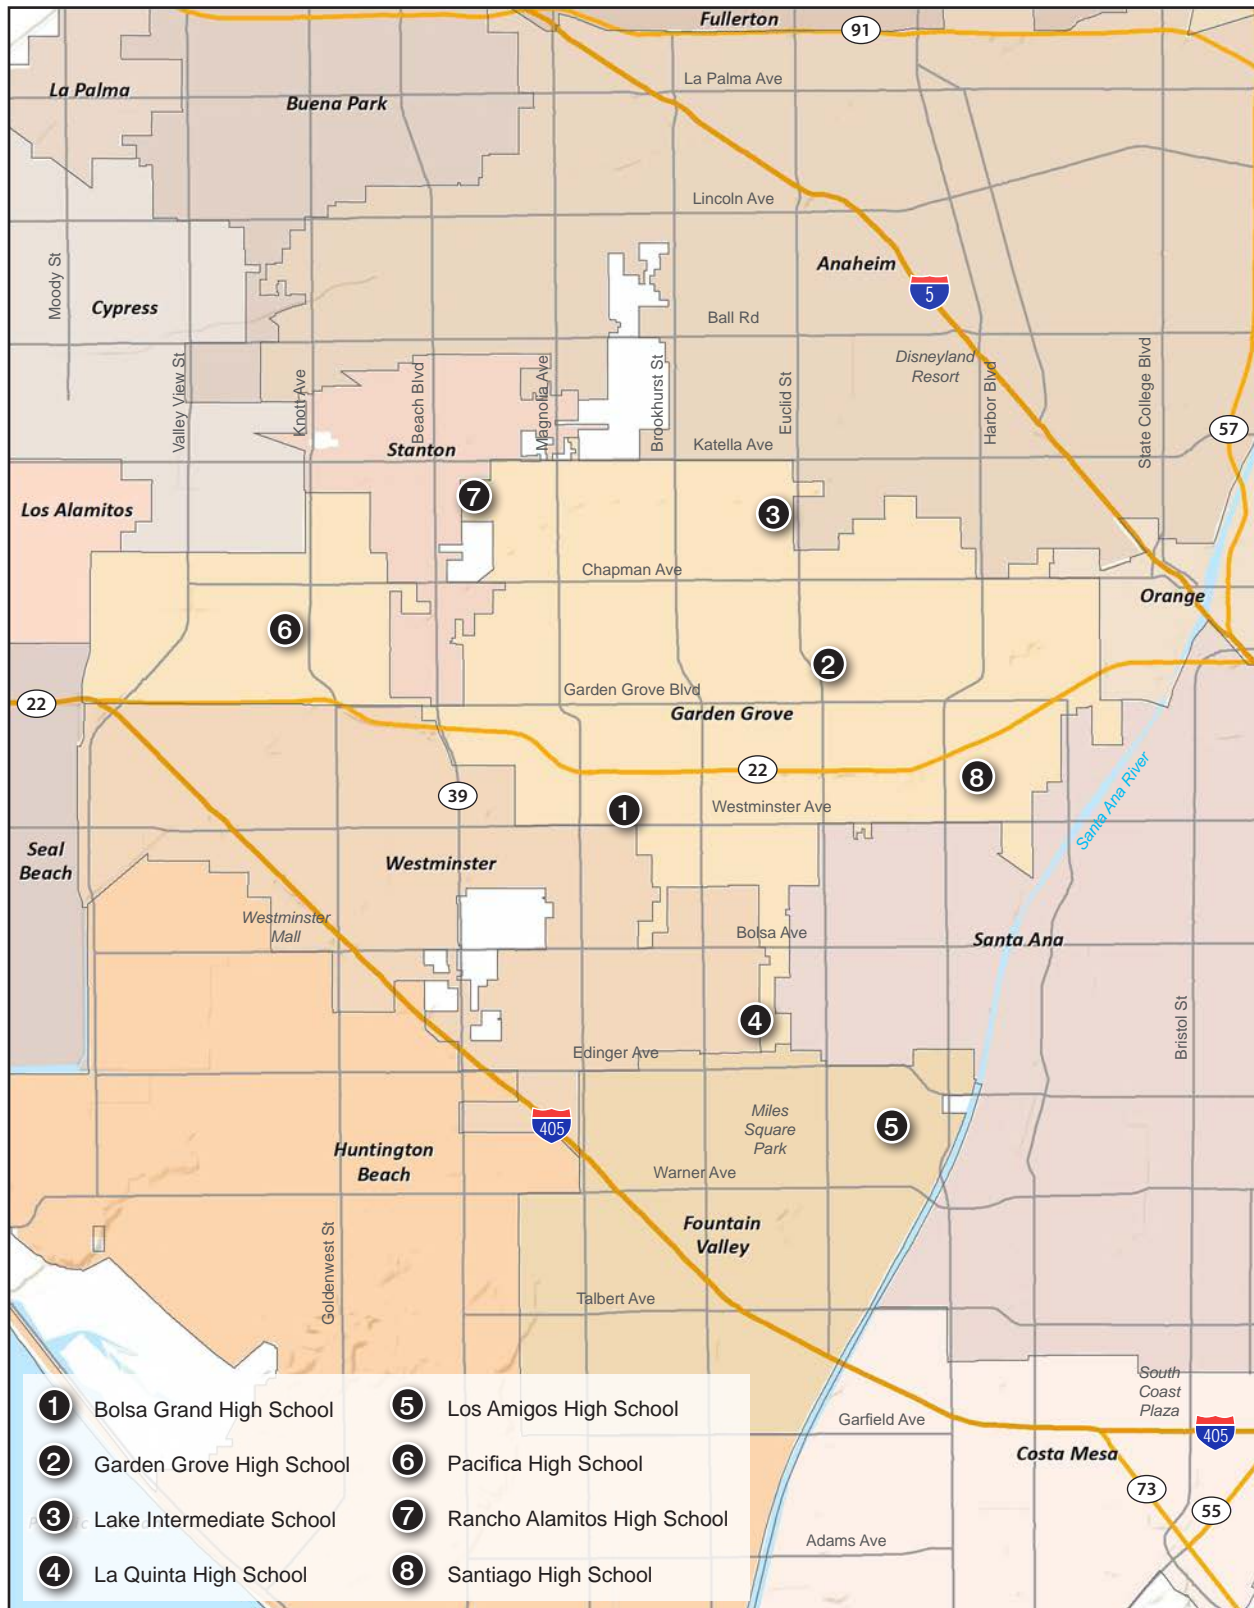 Fullerton
91
La Palma
La Palma Ave
Buena Park
Lincoln Ave
Moody St
Anaheim
Cypress
5
Ball Rd
Disneyland
Resort
Valley View St
Knott Ave
Beach Blvd
Magnolia Ave
Brookhurst St
Euclid St
Harbor Blvd
State College Blvd
57
Stanton
Katella Ave
7
Los Alamitos
3
Chapman Ave
Orange
6
2
22
Garden Grove Blvd
Garden Grove
22
8
39
1
Westminster Ave
Santa Ana River
Seal
Beach
Westminster
Westminster
Mall
Bolsa Ave
Santa Ana
4
Bristol St
Edinger Ave
405
Miles
Square
Park
5
Huntington
Beach
Warner Ave
Fountain
Valley
Goldenwest St
Talbert Ave
South
Coast
Plaza
Garfield Ave
405
Costa Mesa
73
55
Adams Ave
1 Bolsa Grand High School
2 Garden Grove High School
3 Lake Intermediate School
4 La Quinta High School
5 Los Amigos High School
6 Pacifica High School
7 Rancho Alamitos High School
8 Santiago High School